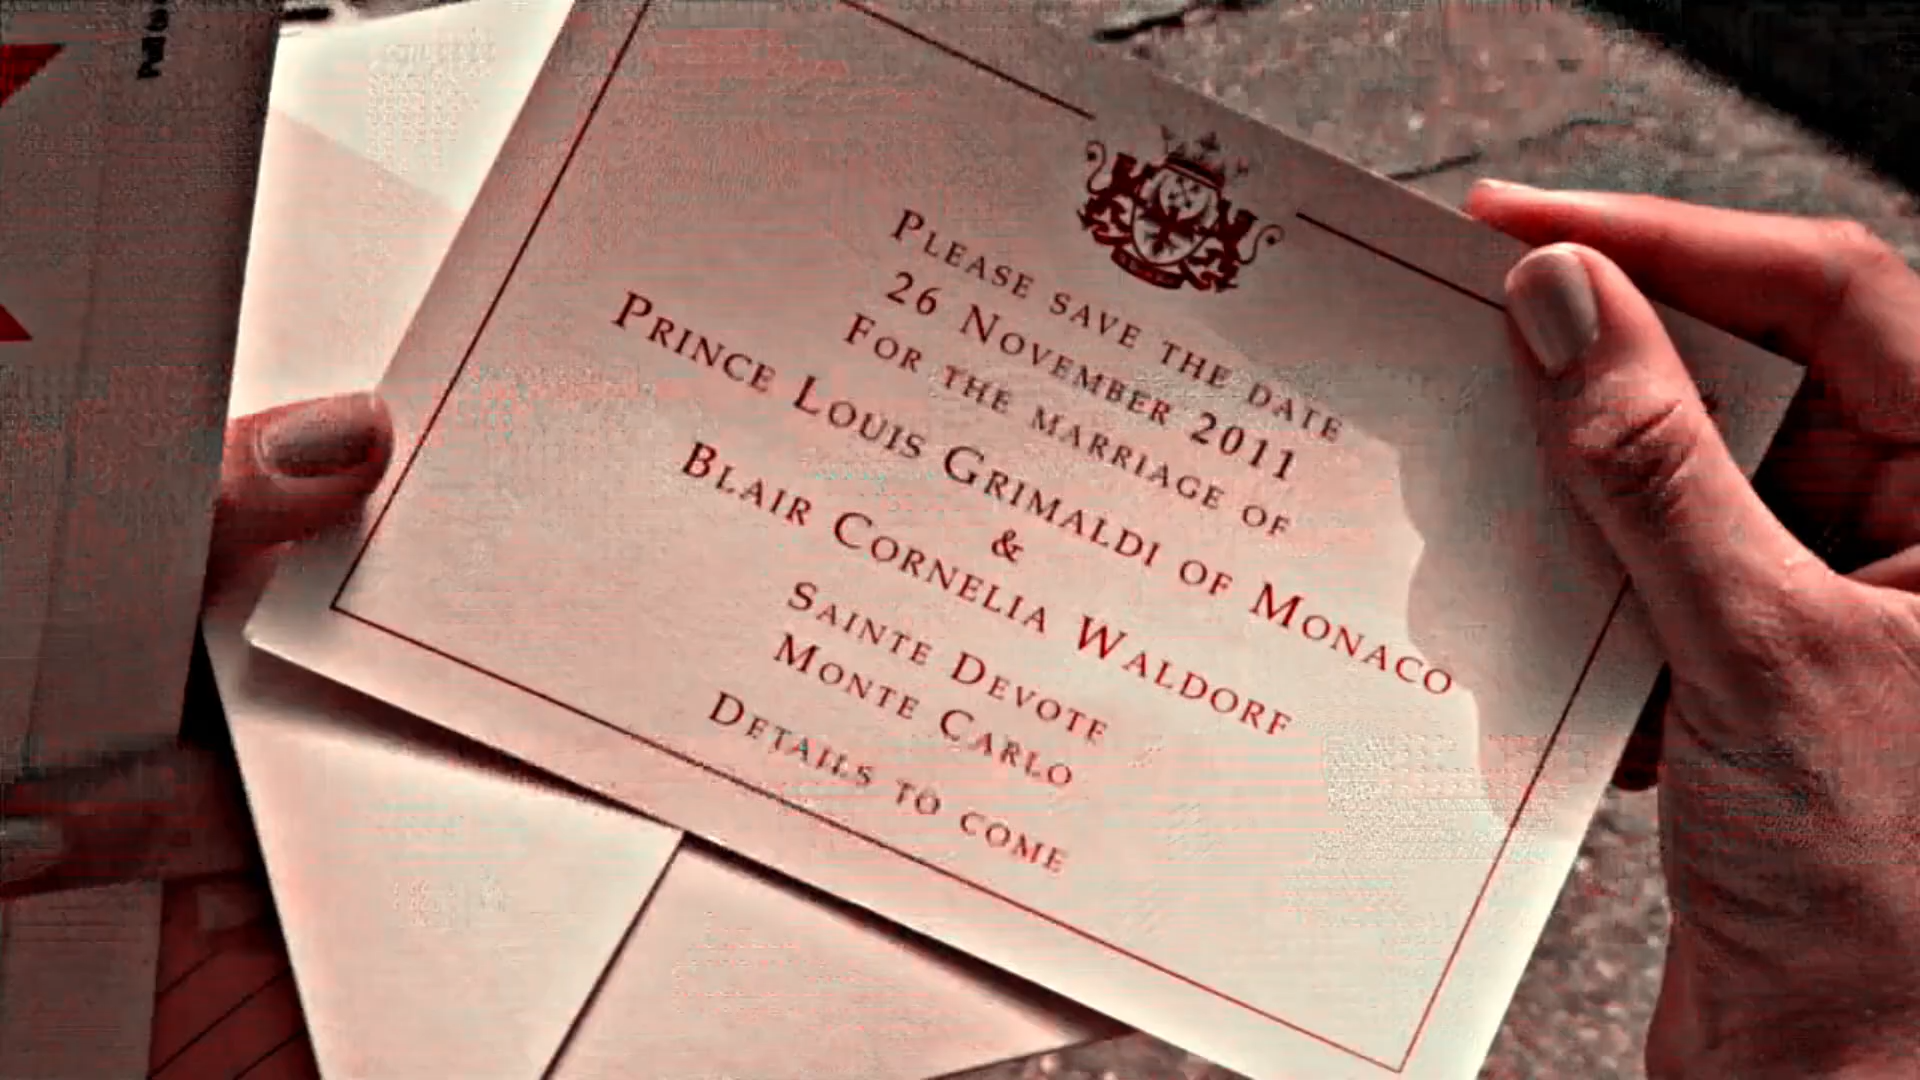 Please save the date
26 November 2011
For the marriage of
Prince Louis Grimaldi of Monaco
&
Blair Cornelia Waldorf
Sainte Devote
Monte Carlo
Details to come